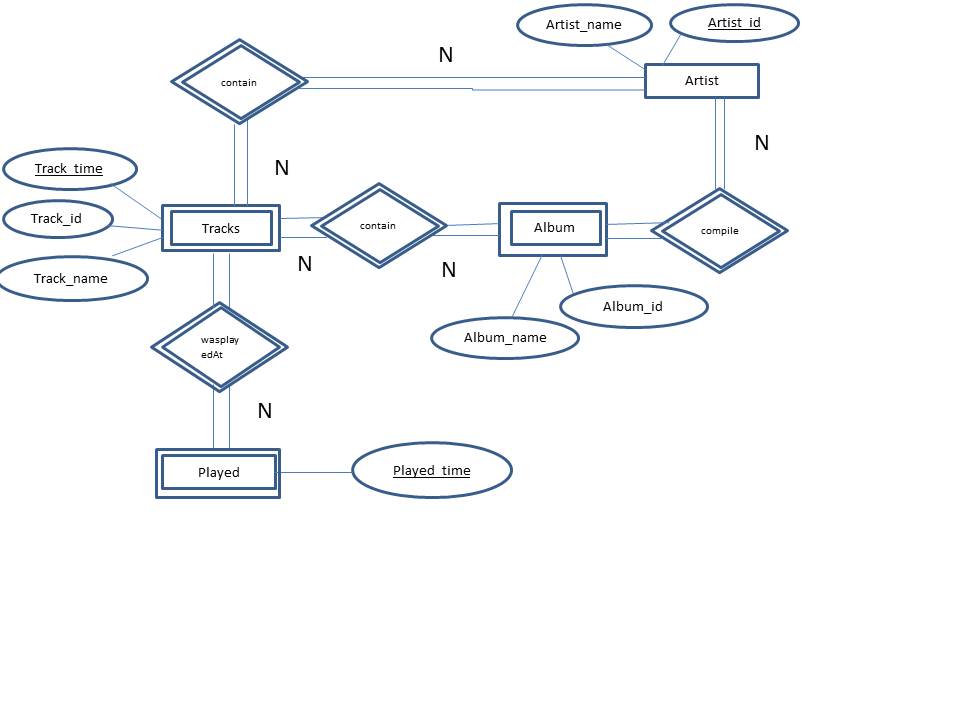 Artist_name
Artist_id
N
contain
Artist
N
N
Track_time
Track_id
Tracks
contain
Album
compile
N
N
Track_name
Album_id
Album_name
wasplay
edAt
N
Played
Played_time